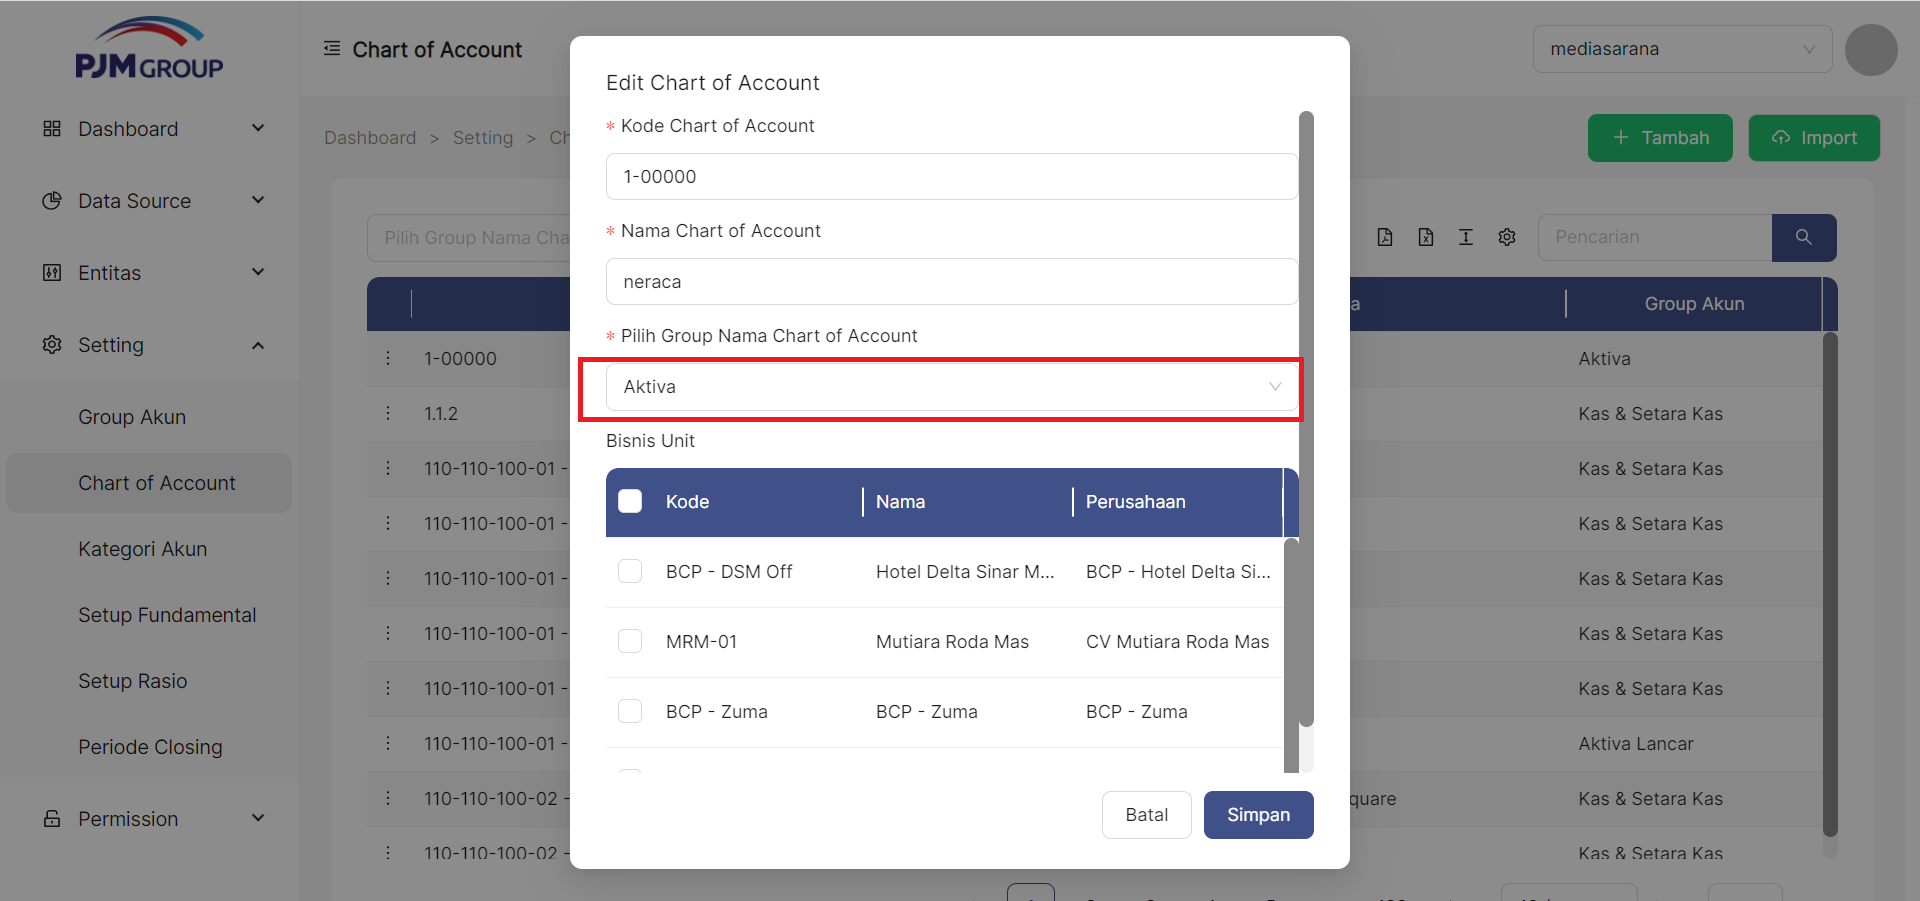 PJM GROUP
Dashboard
Data Source
Entitas
Setting
Group Akun
Chart of Account
Kategori Akun
Setup Fundamental
Setup Rasio
Periode Closing
Permission
Chart of Account
mediasarana
Dashboard > Setting > Ch
+ Tambah
Import
Pilih Group Nama Cha
Pencarian
a
Group Akun
1-00000
Aktiva
1.1.2
Kas & Setara Kas
110-110-100-01 -
Kas & Setara Kas
110-110-100-01 -
Kas & Setara Kas
110-110-100-01 -
Kas & Setara Kas
110-110-100-01 -
Kas & Setara Kas
110-110-100-01 -
Kas & Setara Kas
110-110-100-01 -
Aktiva Lancar
110-110-100-02 -
quare
Kas & Setara Kas
110-110-100-02 -
Kas & Setara Kas
Edit Chart of Account
* Kode Chart of Account
1-00000
* Nama Chart of Account
neraca
* Pilih Group Nama Chart of Account
Aktiva
Bisnis Unit
Kode Nama Perusahaan
BCP - DSM Off Hotel Delta Sinar M... BCP - Hotel Delta Si...
MRM-01 Mutiara Roda Mas CV Mutiara Roda Mas
BCP - Zuma BCP - Zuma BCP - Zuma
Batal
Simpan